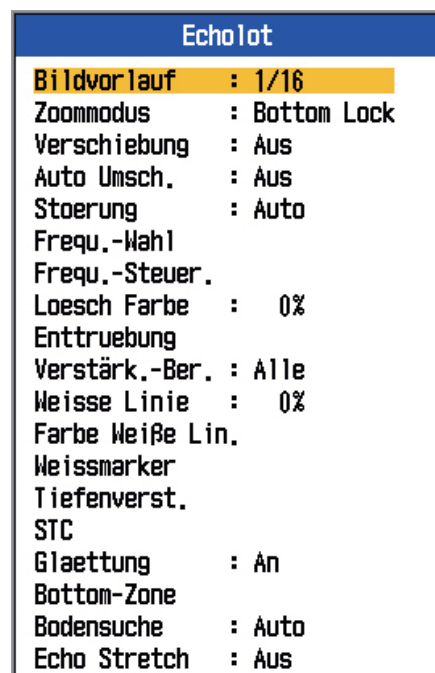 Echolot
Bildvorlauf : 1/16
Zoommodus : Bottom Lock
Verschiebung : Aus
Auto Umsch. : Aus
Stoerung : Auto
Frequ.-Wahl
Frequ.-Steuer.
Loesch Farbe : 0%
Enttruebung
Verstärk.-Ber. : Alle
Weisse Linie : 0%
Farbe Weiße Lin.
Weissmarker
Tiefenverst.
STC
Glaettung : An
Bottom-Zone
Bodensuche : Auto
Echo Stretch : Aus